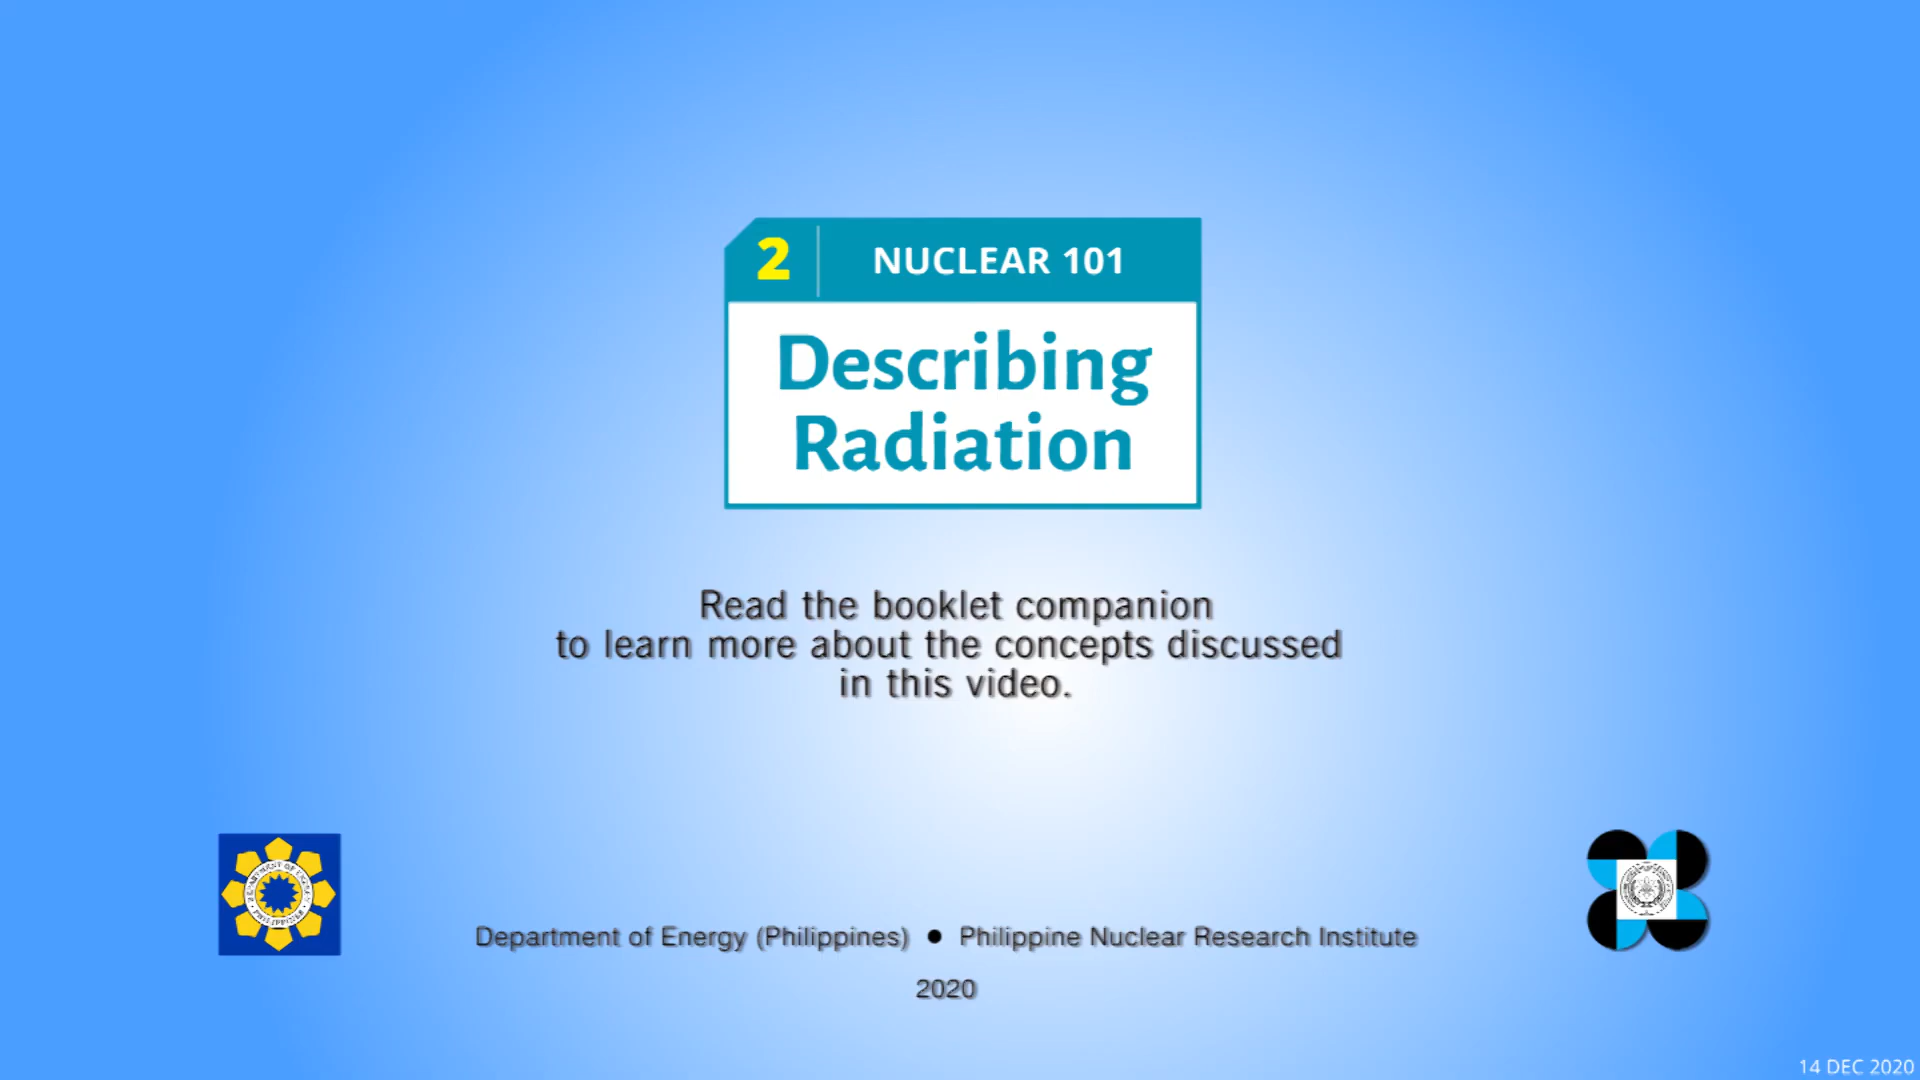 2
NUCLEAR 101
Describing
Radiation
Read the booklet companion
to learn more about the concepts discussed
in this video.
Department of Energy (Philippines) ● Philippine Nuclear Research Institute
2020
14 DEC 2020